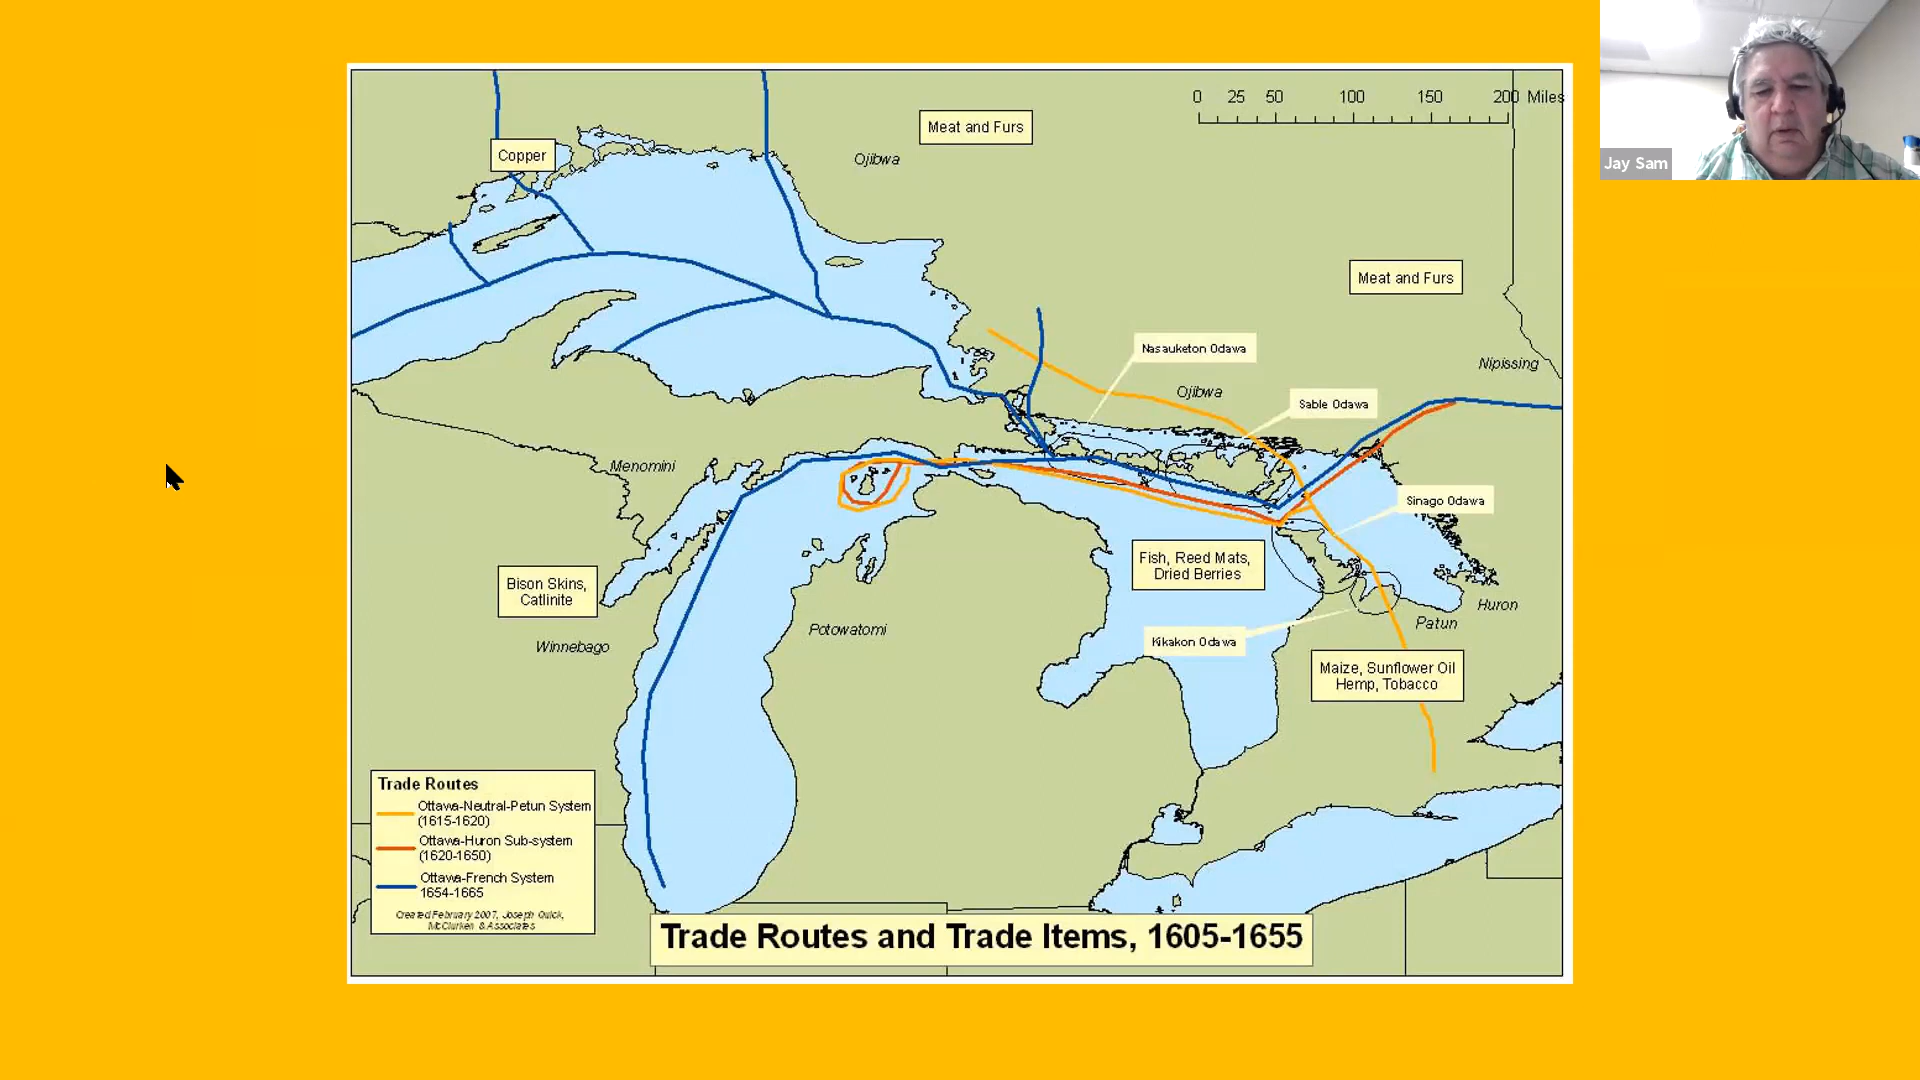 0 25 50 100 150 200 Miles
Meat and Furs
Jay Sam
Copper
Ojibwa
Meat and Furs
Nasauketon Odawa
Nipissing
Ojibwa
Sable Odawa
Menomini
Sinago Odawa
Fish, Reed Mats,
Dried Berries
Bison Skins,
Catlinite
Huron
Patun
Potowatomi
Kikakon Odawa
Winnebago
Maize, Sunflower Oil
Hemp, Tobacco
Trade Routes
Ottawa-Neutral-Petun System
(1615-1620)
Ottawa-Huron Sub-system
(1620-1650)
Ottawa-French System
1654-1665
Created February 2007, Joseph Quick,
McClurken & Associates
Trade Routes and Trade Items, 1605-1655